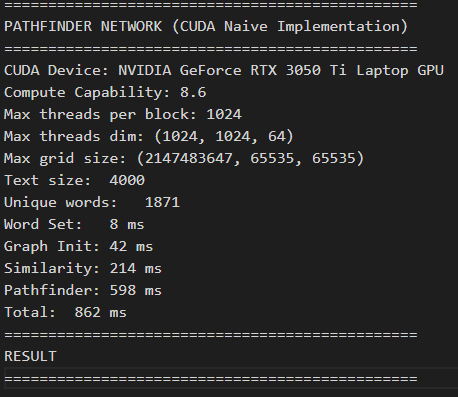 ===============================================
PATHFINDER NETWORK (CUDA Naive Implementation)
===============================================
CUDA Device: NVIDIA GeForce RTX 3050 Ti Laptop GPU
Compute Capability: 8.6
Max threads per block: 1024
Max threads dim: (1024, 1024, 64)
Max grid size: (2147483647, 65535, 65535)
Text size:  4000
Unique words:   1871
Word Set:   8 ms
Graph Init: 42 ms
Similarity: 214 ms
Pathfinder: 598 ms
Total:  862 ms
===============================================
RESULT
===============================================